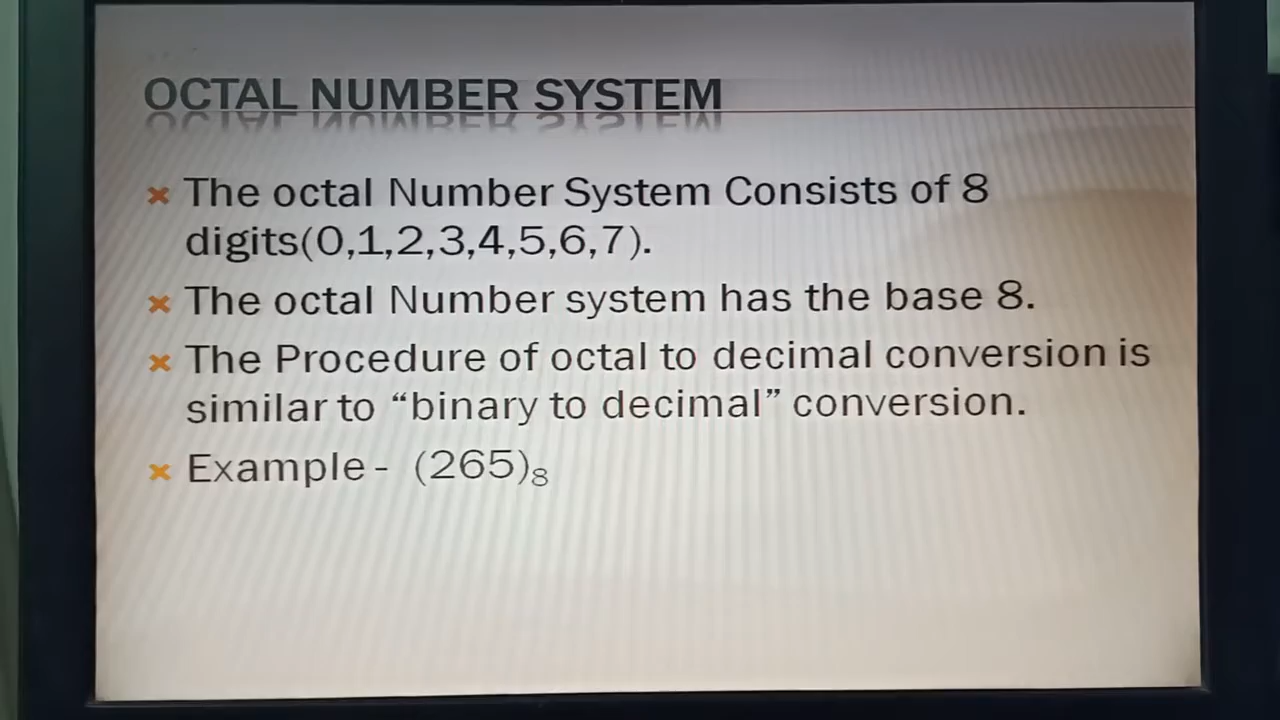 OCTAL NUMBER SYSTEM
The octal Number System Consists of 8
digits(0,1,2,3,4,5,6,7).
The octal Number system has the base 8.
The Procedure of octal to decimal conversion is
similar to “binary to decimal” conversion.
Example - (265)₈